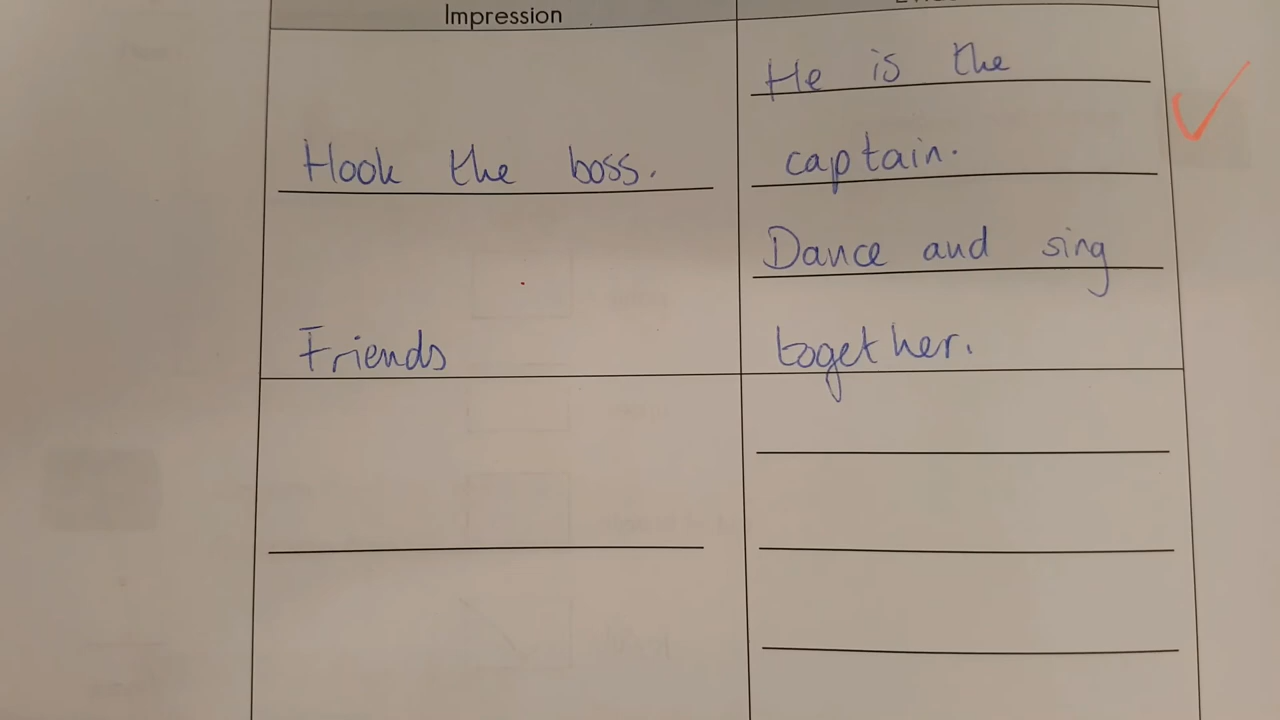 Impression
He is the
Hook the boss.
captain.
Dance and sing
Friends
together.